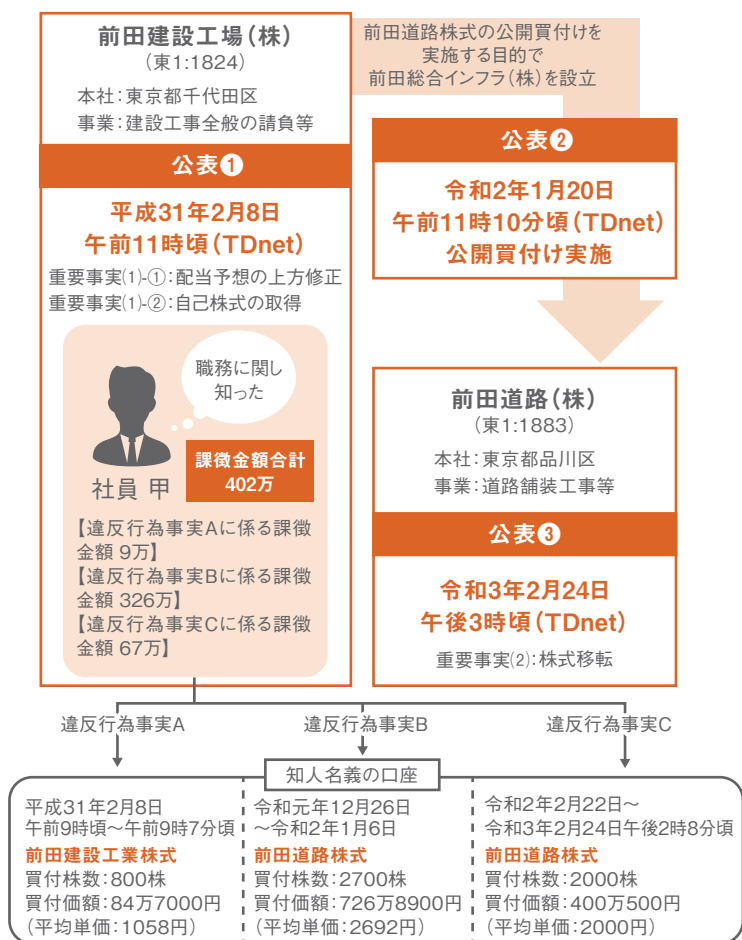 前田建設工場(株)
(東1:1824)
本社:東京都千代田区
事業:建設工事全般の請負等
公表❶
平成31年2月8日
午前11時頃(TDnet)
重要事実⑴-①:配当予想の上方修正
重要事実⑴-②:自己株式の取得
職務に関し
知った
社員 甲
課徴金額合計
402万
【違反行為事実Aに係る課徴
金額 9万】
【違反行為事実Bに係る課徴
金額 326万】
【違反行為事実Cに係る課徴
金額 67万】
前田道路株式の公開買付けを
実施する目的で
前田総合インフラ(株)を設立
公表❷
令和2年1月20日
午前11時10分頃(TDnet)
公開買付け実施
前田道路(株)
(東1:1883)
本社:東京都品川区
事業:道路舗装工事等
公表❸
令和3年2月24日
午後3時頃(TDnet)
重要事実⑵:株式移転
違反行為事実A
違反行為事実B
違反行為事実C
知人名義の口座
平成31年2月8日
午前9時頃~午前9時7分頃
前田建設工業株式
買付株数:800株
買付価額:84万7000円
(平均単価:1058円)
令和元年12月26日
~令和2年1月6日
前田道路株式
買付株数:2700株
買付価額:726万8900円
(平均単価:2692円)
令和2年2月22日~
令和3年2月24日午後2時8分頃
前田道路株式
買付株数:2000株
買付価額:400万500円
(平均単価:2000円)